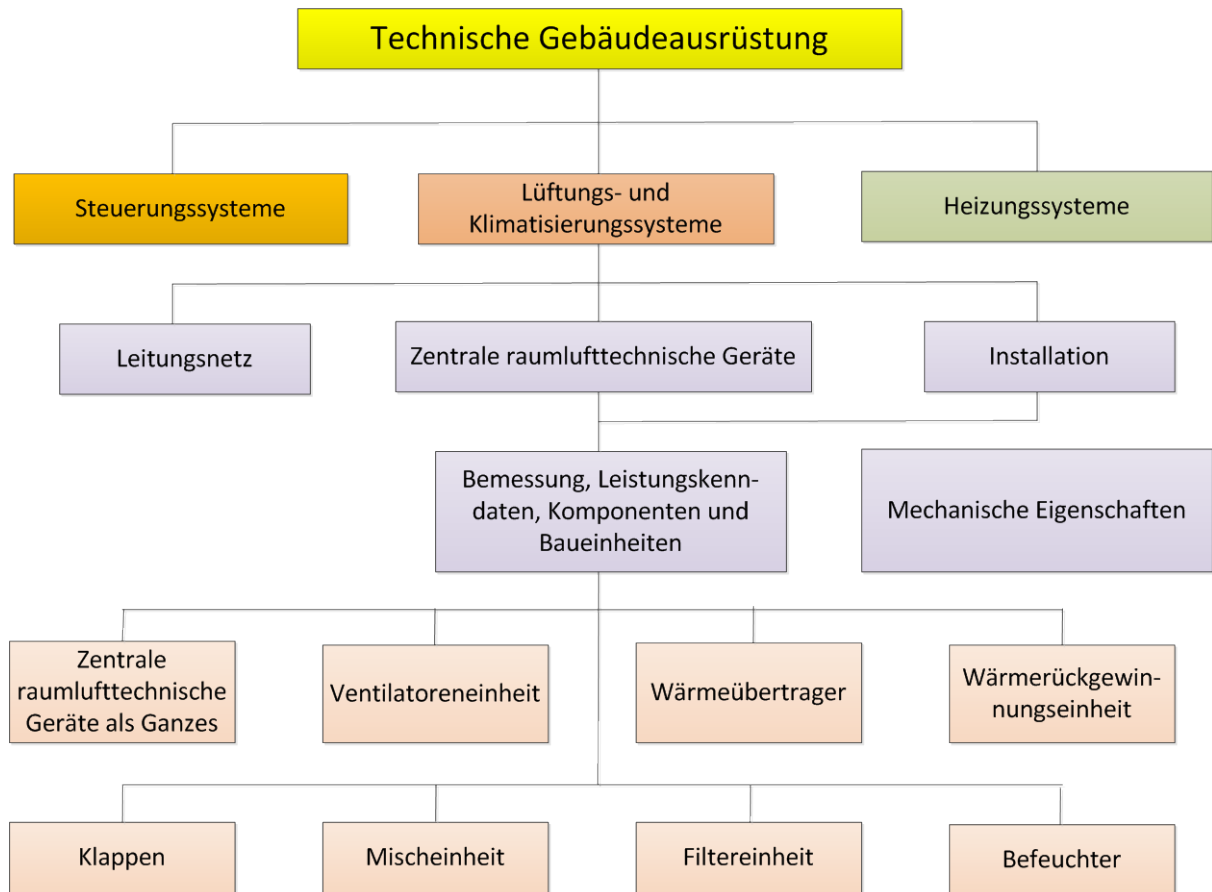 Technische Gebäudeausrüstung
Steuerungssysteme
Lüftungs- und
Klimatisierungssysteme
Heizungssysteme
Leitungsnetz
Zentrale raumlufttechnische Geräte
Installation
Bemessung, Leistungskenn-
daten, Komponenten und
Baueinheiten
Mechanische Eigenschaften
Zentrale
raumlufttechnische
Geräte als Ganzes
Ventilatoreneinheit
Wärmeübertrager
Wärmerückgewin-
nungseinheit
Klappen
Mischeinheit
Filtereinheit
Befeuchter